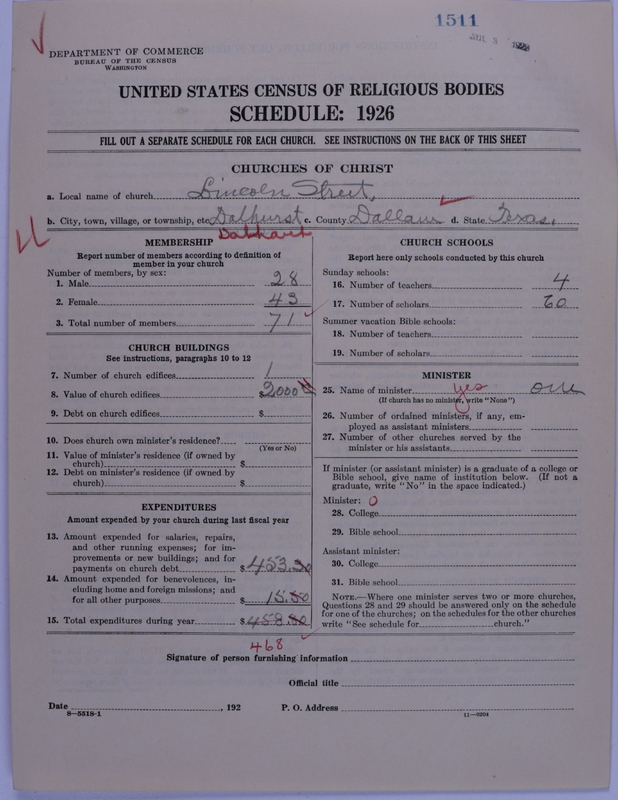 1511
DEPARTMENT OF COMMERCE
BUREAU OF THE CENSUS
WASHINGTON
UNITED STATES CENSUS OF RELIGIOUS BODIES
SCHEDULE: 1926
FILL OUT A SEPARATE SCHEDULE FOR EACH CHURCH. SEE INSTRUCTIONS ON THE BACK OF THIS SHEET
CHURCHES OF CHRIST
a. Local name of church Lincoln Street,
b. City, town, village, or township, etc. Dalhurst c. County Dallam d. State Texas,
Dalhart
MEMBERSHIP
Report number of members according to definition of
member in your church
Number of members, by sex:
1. Male 28
2. Female 43
3. Total number of members 71
CHURCH BUILDINGS
See instructions, paragraphs 10 to 12
7. Number of church edifices 1
8. Value of church edifices $2000
9. Debt on church edifices $
10. Does church own minister's residence?
(Yes or No)
11. Value of minister's residence (if owned by
church) $
12. Debt on minister's residence (if owned by
church) $
EXPENDITURES
Amount expended by your church during last fiscal year
13. Amount expended for salaries, repairs,
and other running expenses; for im-
provements or new buildings; and for
payments on church debt $453.30
14. Amount expended for benevolences, in-
cluding home and foreign missions; and
for all other purposes 15.50
15. Total expenditures during year $458.80
468
CHURCH SCHOOLS
Report here only schools conducted by this church
Sunday schools:
16. Number of teachers 4
17. Number of scholars 60
Summer vacation Bible schools:
18. Number of teachers
19. Number of scholars
MINISTER
25. Name of minister yes one
(If church has no minister, write "None")
26. Number of ordained ministers, if any, em-
ployed as assistant ministers
27. Number of other churches served by the
minister or his assistants
If minister (or assistant minister) is a graduate of a college or
Bible school, give name of institution below. (If not a
graduate, write "No" in the space indicated.)
Minister: 0
28. College
29. Bible school
Assistant minister:
30. College
31. Bible school
NOTE.—Where one minister serves two or more churches,
Questions 28 and 29 should be answered only on the schedule
for one of the churches; on the schedules for the other churches
write "See schedule for church."
Signature of person furnishing information
Official title
Date , 192 P. O. Address
8—5518-1 11—9204